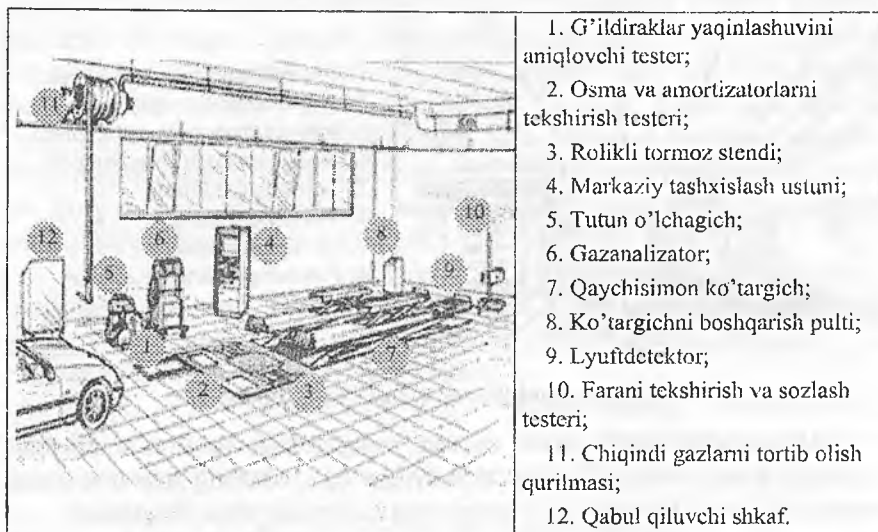 1. G'ildiraklar yaqinlashuvini
aniqlovchi tester;
2. Osma va amortizatorlarni
tekshirish testeri;
3. Rolikli tormoz stendi;
4. Markaziy tashxislash ustuni;
5. Tutun o'lchagich;
6. Gazanalizator;
7. Qaychisimon ko'targich;
8. Ko'targichni boshqarish pulti;
9. Lyuftdetektor;
10. Farani tekshirish va sozlash
testeri;
11. Chiqindi gazlarni tortib olish
qurilmasi;
12. Qabul qiluvchi shkaf.
11
10
12
6
4
8
5
9
1
7
2
3